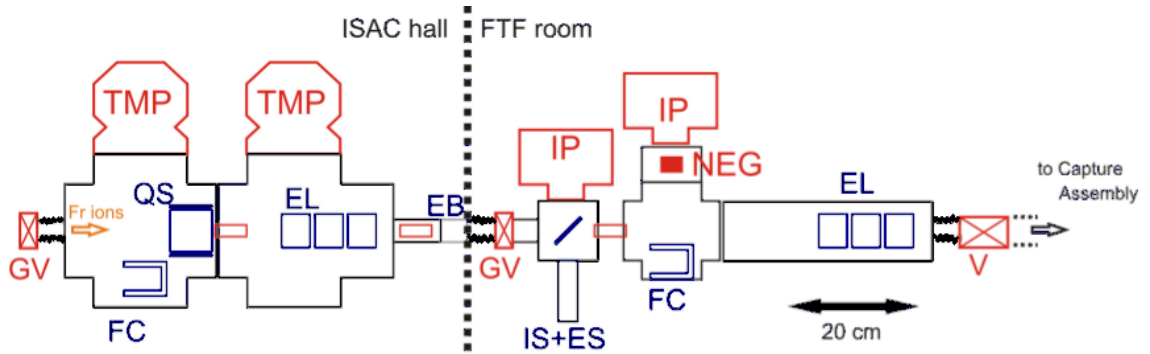 ISAC hall
FTF room
TMP
TMP
IP
IP
NEG
QS
EL
EB
EL
to Capture
Assembly
Fr ions
GV
GV
V
FC
FC
IS+ES
20 cm